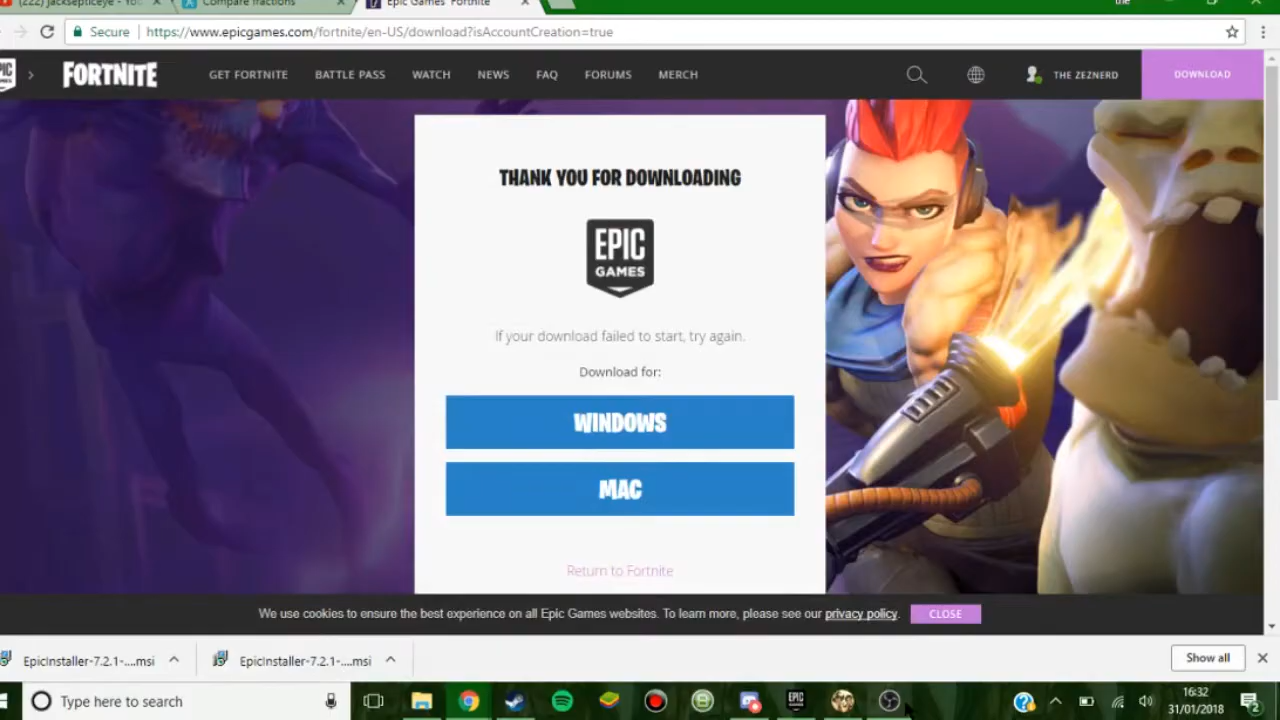 (222) jacksepticeye - You
Compare fractions
Epic Games' Fortnite
the
Secure
https://www.epicgames.com/fortnite/en-US/download?isAccountCreation=true
EPIC
FORTNITE
GET FORTNITE
BATTLE PASS
WATCH
NEWS
FAQ
FORUMS
MERCH
THE ZEZNERD
DOWNLOAD
THANK YOU FOR DOWNLOADING
EPIC
GAMES
If your download failed to start, try again.
Download for:
WINDOWS
MAC
Return to Fortnite
We use cookies to ensure the best experience on all Epic Games websites. To learn more, please see our privacy policy.
CLOSE
EpicInstaller-7.2.1-....msi
EpicInstaller-7.2.1-....msi
Show all
Type here to search
EPIC
16:32
31/01/2018
2